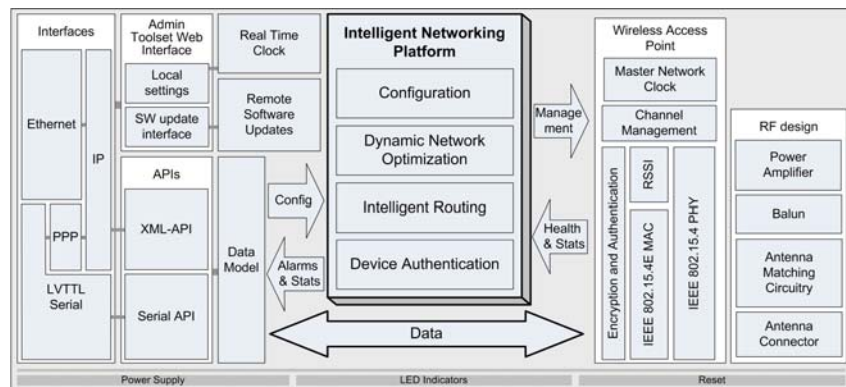 Interfaces
Ethernet
IP
PPP
LVTTL
Serial
Admin
Toolset Web
Interface
Local
settings
SW update
interface
Real Time
Clock
Remote
Software
Updates
APIs
XML-API
Serial API
Data
Model
Config
Alarms
& Stats
Intelligent Networking
Platform
Configuration
Dynamic Network
Optimization
Intelligent Routing
Device Authentication
Data
Manage
ment
Health
& Stats
Wireless Access
Point
Master Network
Clock
Channel
Management
Encryption and Authentication
RSSI
IEEE 802.15.4E MAC
IEEE 802.15.4 PHY
RF design
Power
Amplifier
Balun
Antenna
Matching
Circuitry
Antenna
Connector
Power Supply
LED Indicators
Reset